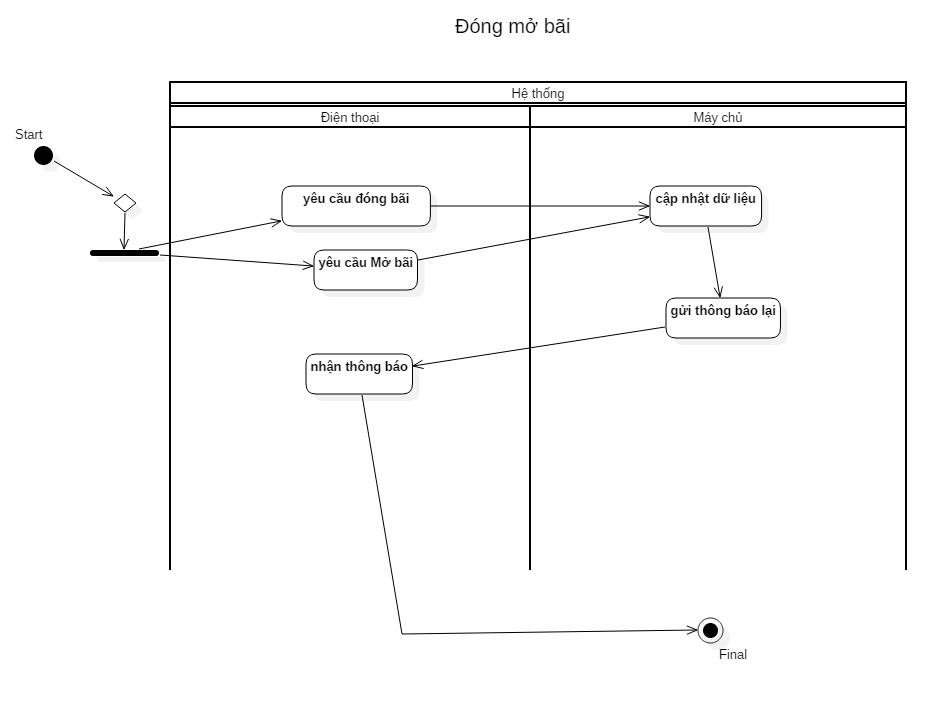 Đóng mở bãi
Hệ thống
Điện thoại
Máy chủ
Start
yêu cầu đóng bãi
cập nhật dữ liệu
yêu cầu Mở bãi
gửi thông báo lại
nhận thông báo
Final